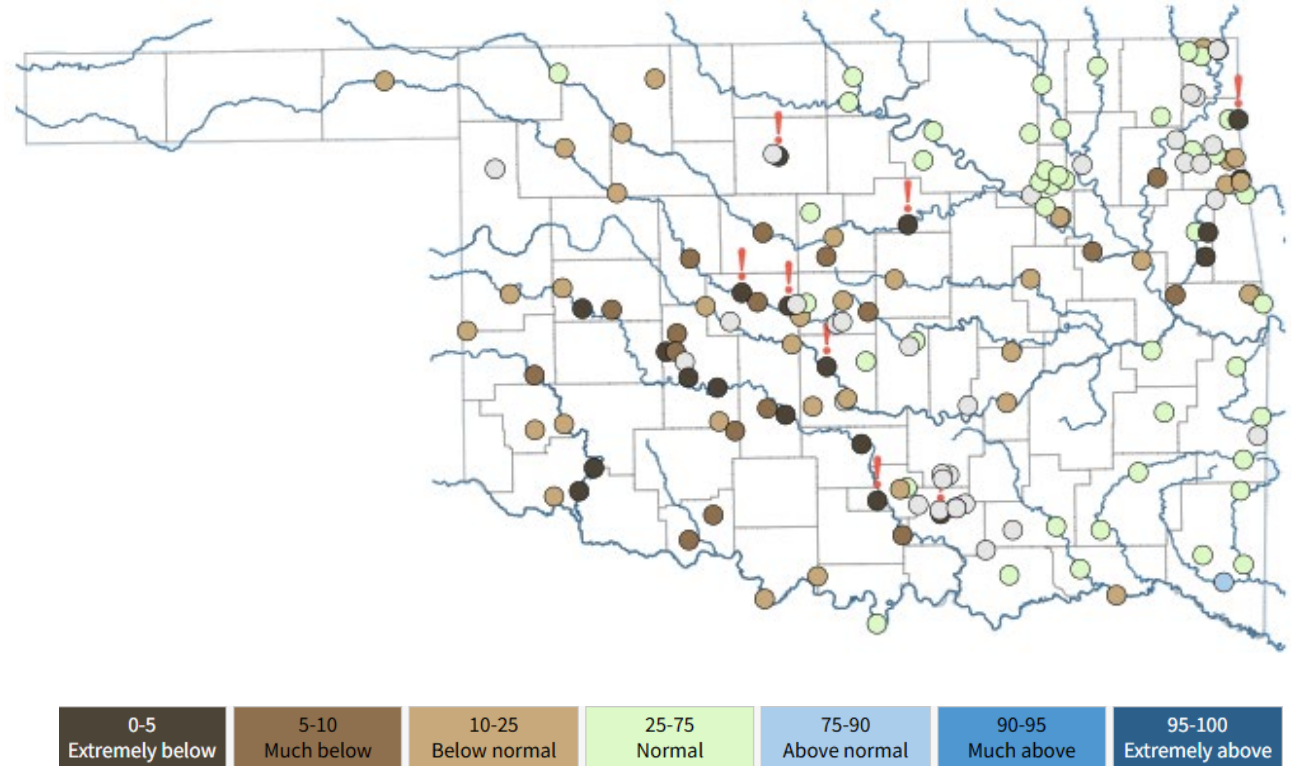 0-5
Extremely below
5-10
Much below
10-25
Below normal
25-75
Normal
75-90
Above normal
90-95
Much above
95-100
Extremely above